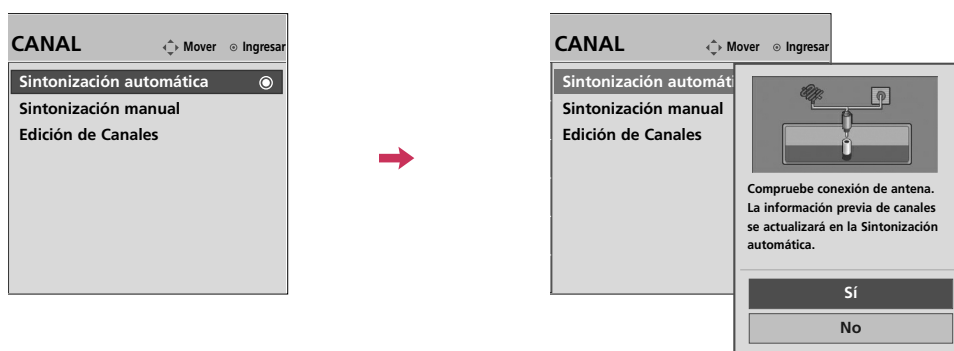 CANAL
Mover
Ingresar
Sintonización automática
Sintonización manual
Edición de Canales
CANAL
Mover
Ingresar
Sintonización automáti
Sintonización manual
Edición de Canales
Compruebe conexión de antena.
La información previa de canales
se actualizará en la Sintonización
automática.
Sí
No